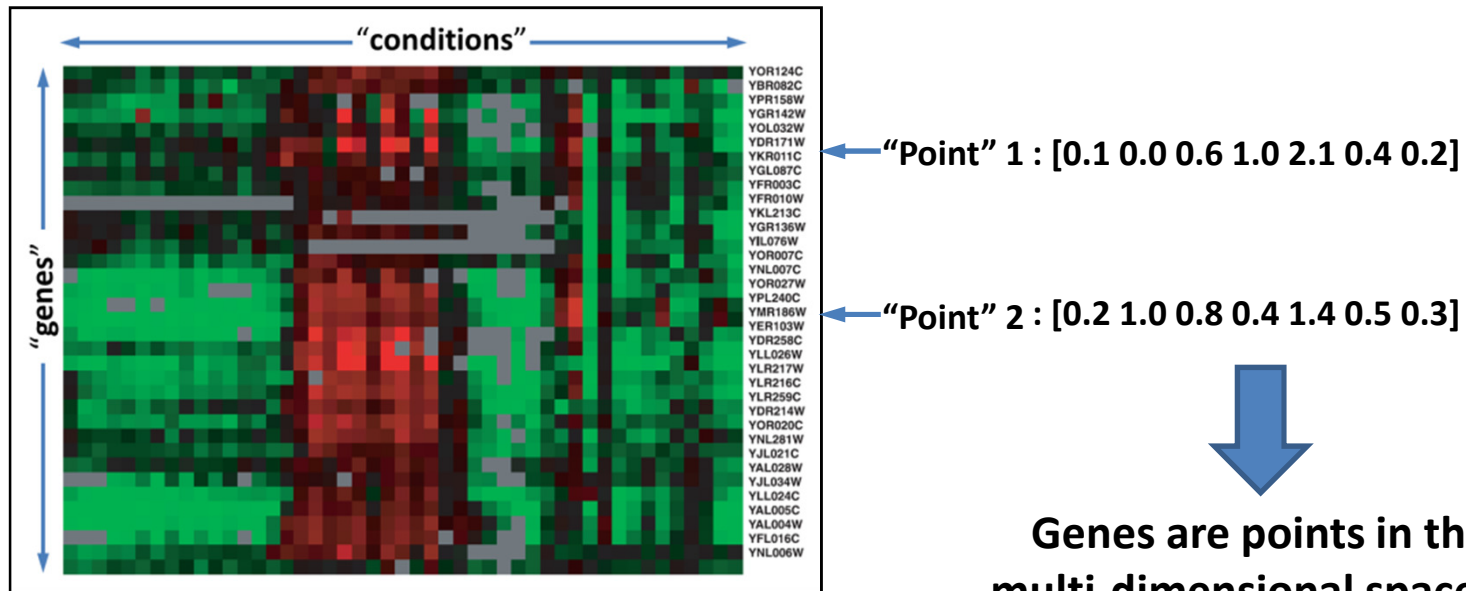 “conditions”
“genes”
YOR124C
YBR082C
YPR158W
YGR142W
YOL032W
YDR171W
YKR011C
YGL087C
YFR003C
YFR010W
YKL213C
YGR136W
YIL076W
YOR007C
YNL007C
YOR027W
YPL240C
YMR186W
YER103W
YDR258C
YLL026W
YLR217W
YLR216C
YLR259C
YDR214W
YOR020C
YNL281W
YJL021C
YAL028W
YJL034W
YLL024C
YAL005C
YAL004W
YFL016C
YNL006W
“Point” 1 : [0.1 0.0 0.6 1.0 2.1 0.4 0.2]
“Point” 2 : [0.2 1.0 0.8 0.4 1.4 0.5 0.3]
Genes are points in th
multi-dimensional space